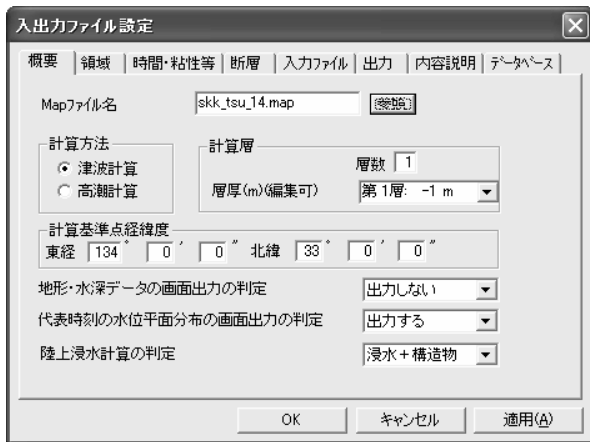 入出力ファイル設定
概要 領域 時間・粘性等 断層 入力ファイル 出力 内容説明 データベース
Mapファイル名 skk_tsu_14.map 参照
計算方法
津波計算
高潮計算
計算層
層数 1
層厚(m)(編集可) 第1層: -1 m
計算基準点経緯度
東経 134 ° 0 ′ 0 ″ 北緯 33 ° 0 ′ 0 ″
地形・水深データの画面出力の判定 出力しない
代表時刻の水位平面分布の画面出力の判定 出力する
陸上浸水計算の判定 浸水+構造物
OK キャンセル 適用(A)